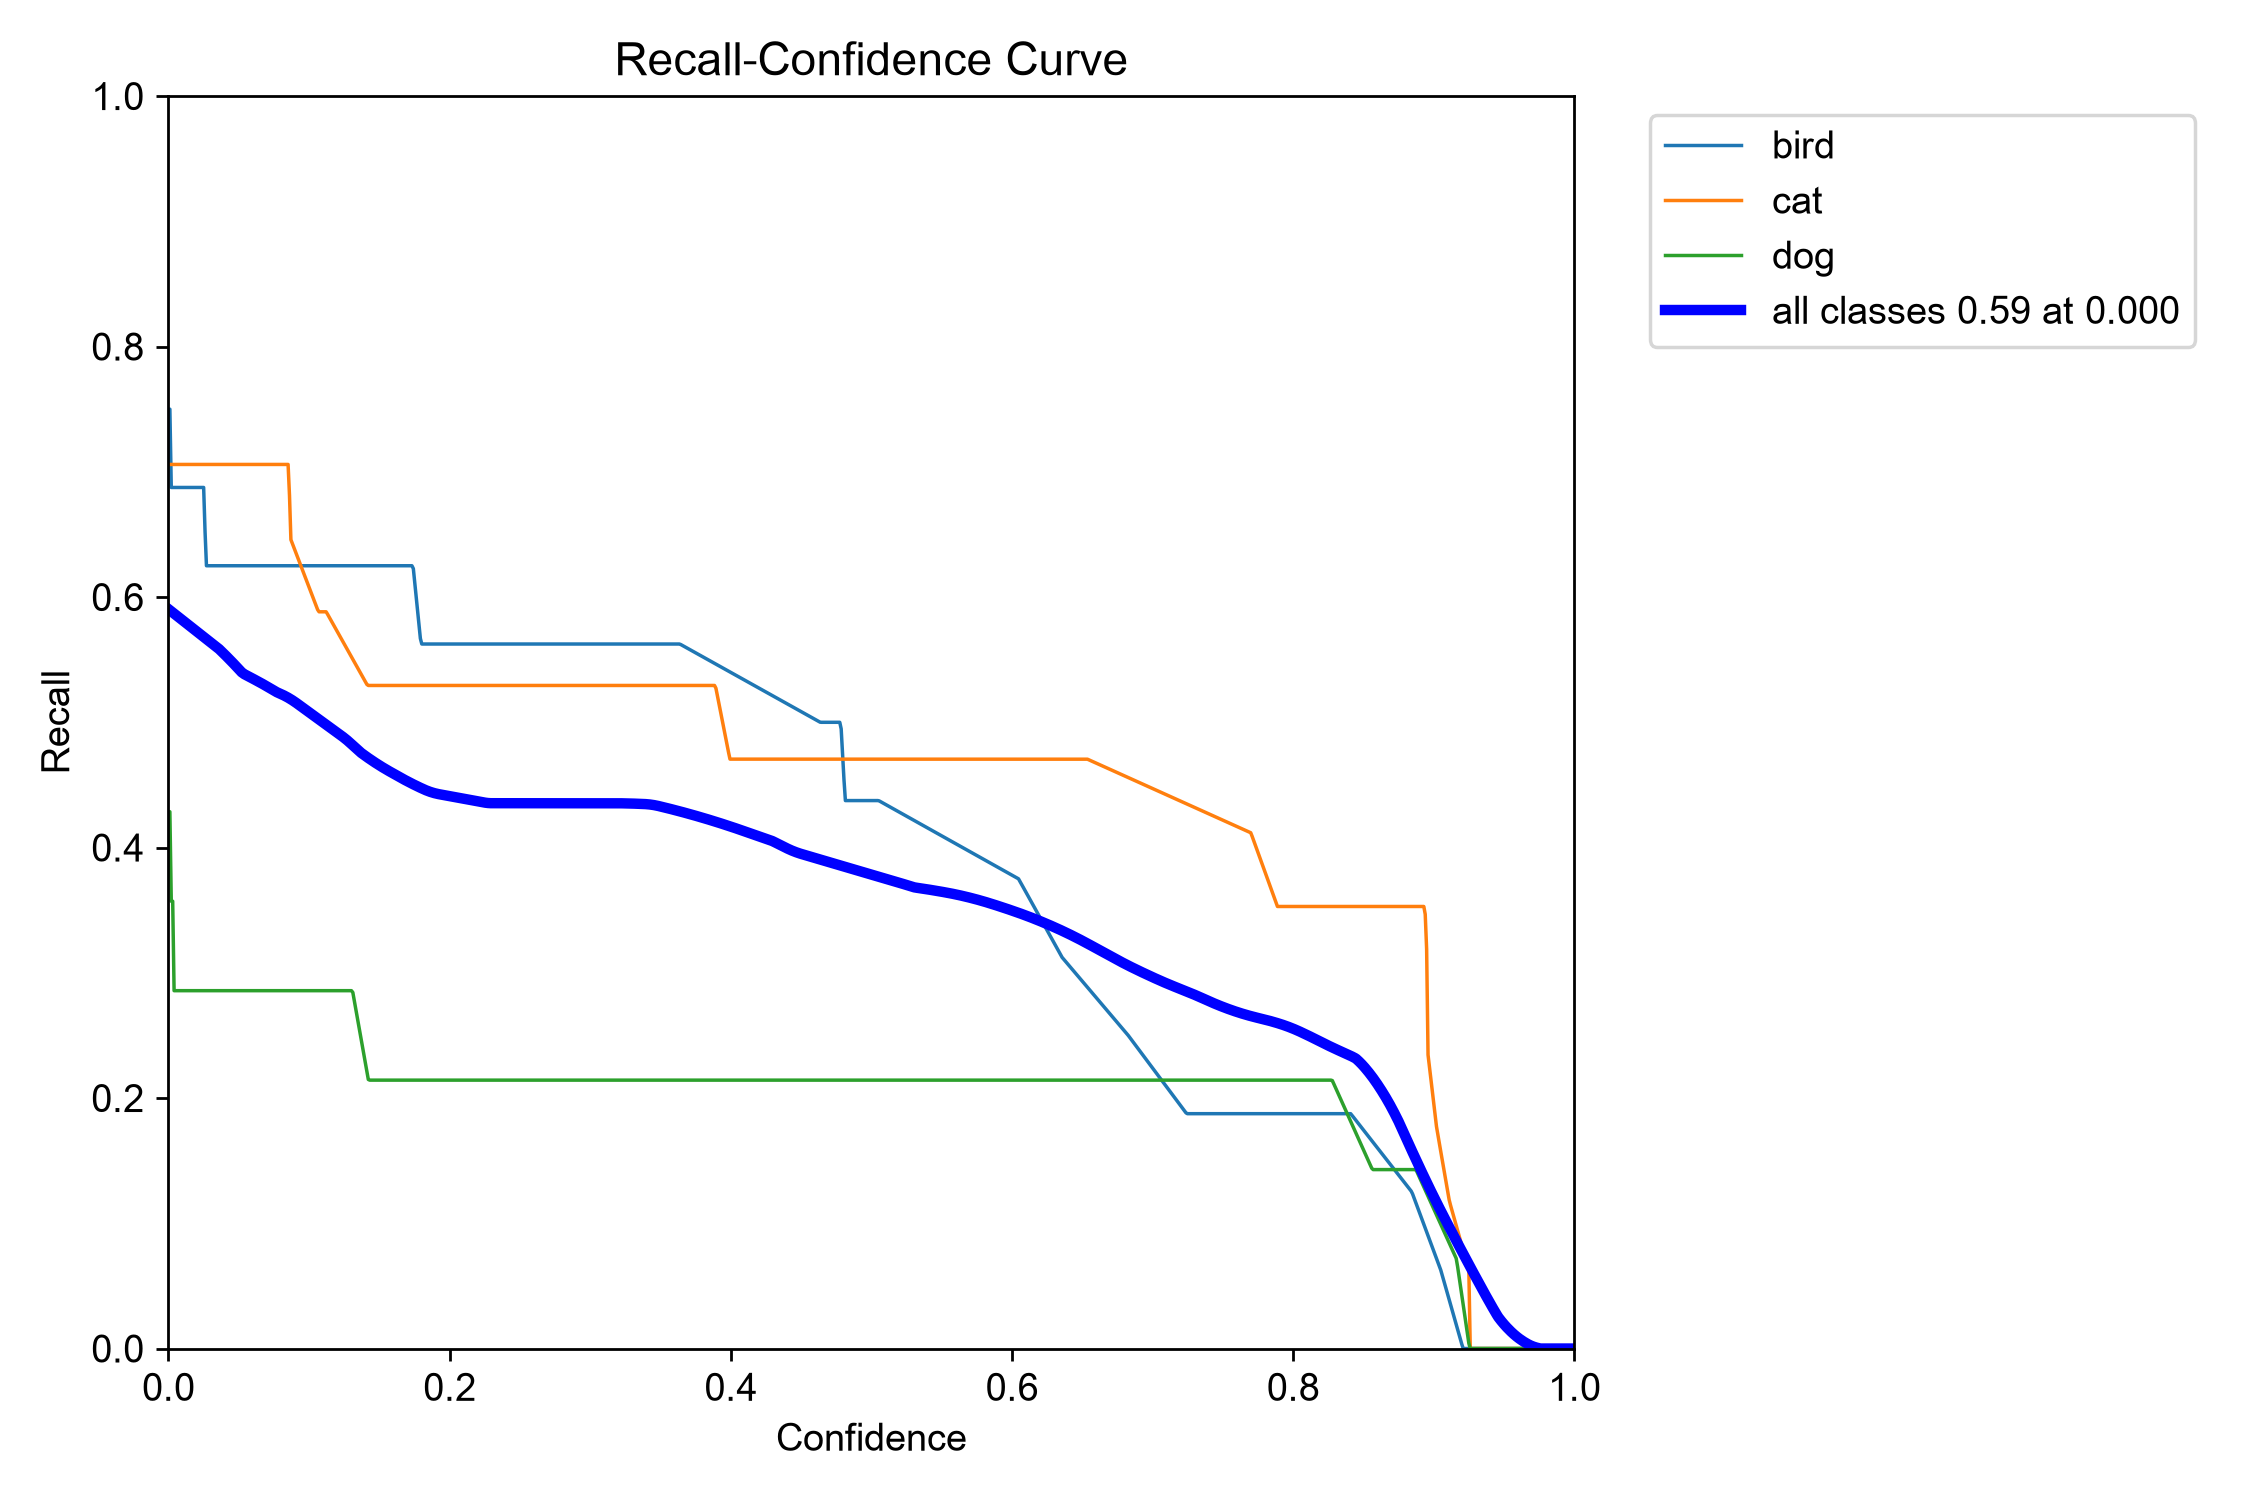 Recall-Confidence Curve
1.0
0.8
0.6
0.4
0.2
0.0
Recall
0.0 0.2 0.4 0.6 0.8 1.0
Confidence
bird
cat
dog
all classes 0.59 at 0.000